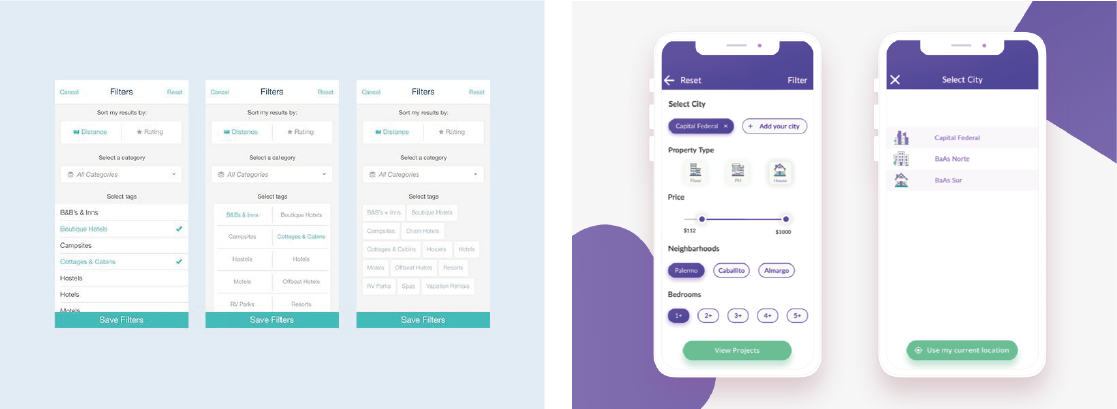 Cancel Filters Reset
Sort my results by:
Distance Rating
Select a category
All Categories
Select tags
B&B's & Inns
Boutique Hotels
Campsites
Cottages & Cabins
Hostels
Hotels
Motels
Save Filters
Cancel Filters Reset
Sort my results by:
Distance Rating
Select a category
All Categories
Select tags
B&B's & Inns Boutique Hotels
Campsites Cottages & Cabins
Hostels Hotels
Motels Offbeat Hotels
RV Parks Resorts
Save Filters
Cancel Filters Reset
Sort my results by:
Distance Rating
Select a category
All Categories
Select tags
B&B's + Inns Boutique Hotels
Campsites Chain Hotels
Cottages & Cabins Hostels Hotels
Motels Offbeat Hotels Resorts
RV Parks Spas Vacation Rentals
Save Filters
Reset Filter
Select City
Capital Federal × + Add your city
Property Type
PH House
Price
$132 $3000
Neighbarhoods
Palermo Caballito Almargo
Bedrooms
1+ 2+ 3+ 4+ 5+
View Projects
Select City
Capital Federal
BaAs Norte
BaAs Sur
Use my current location